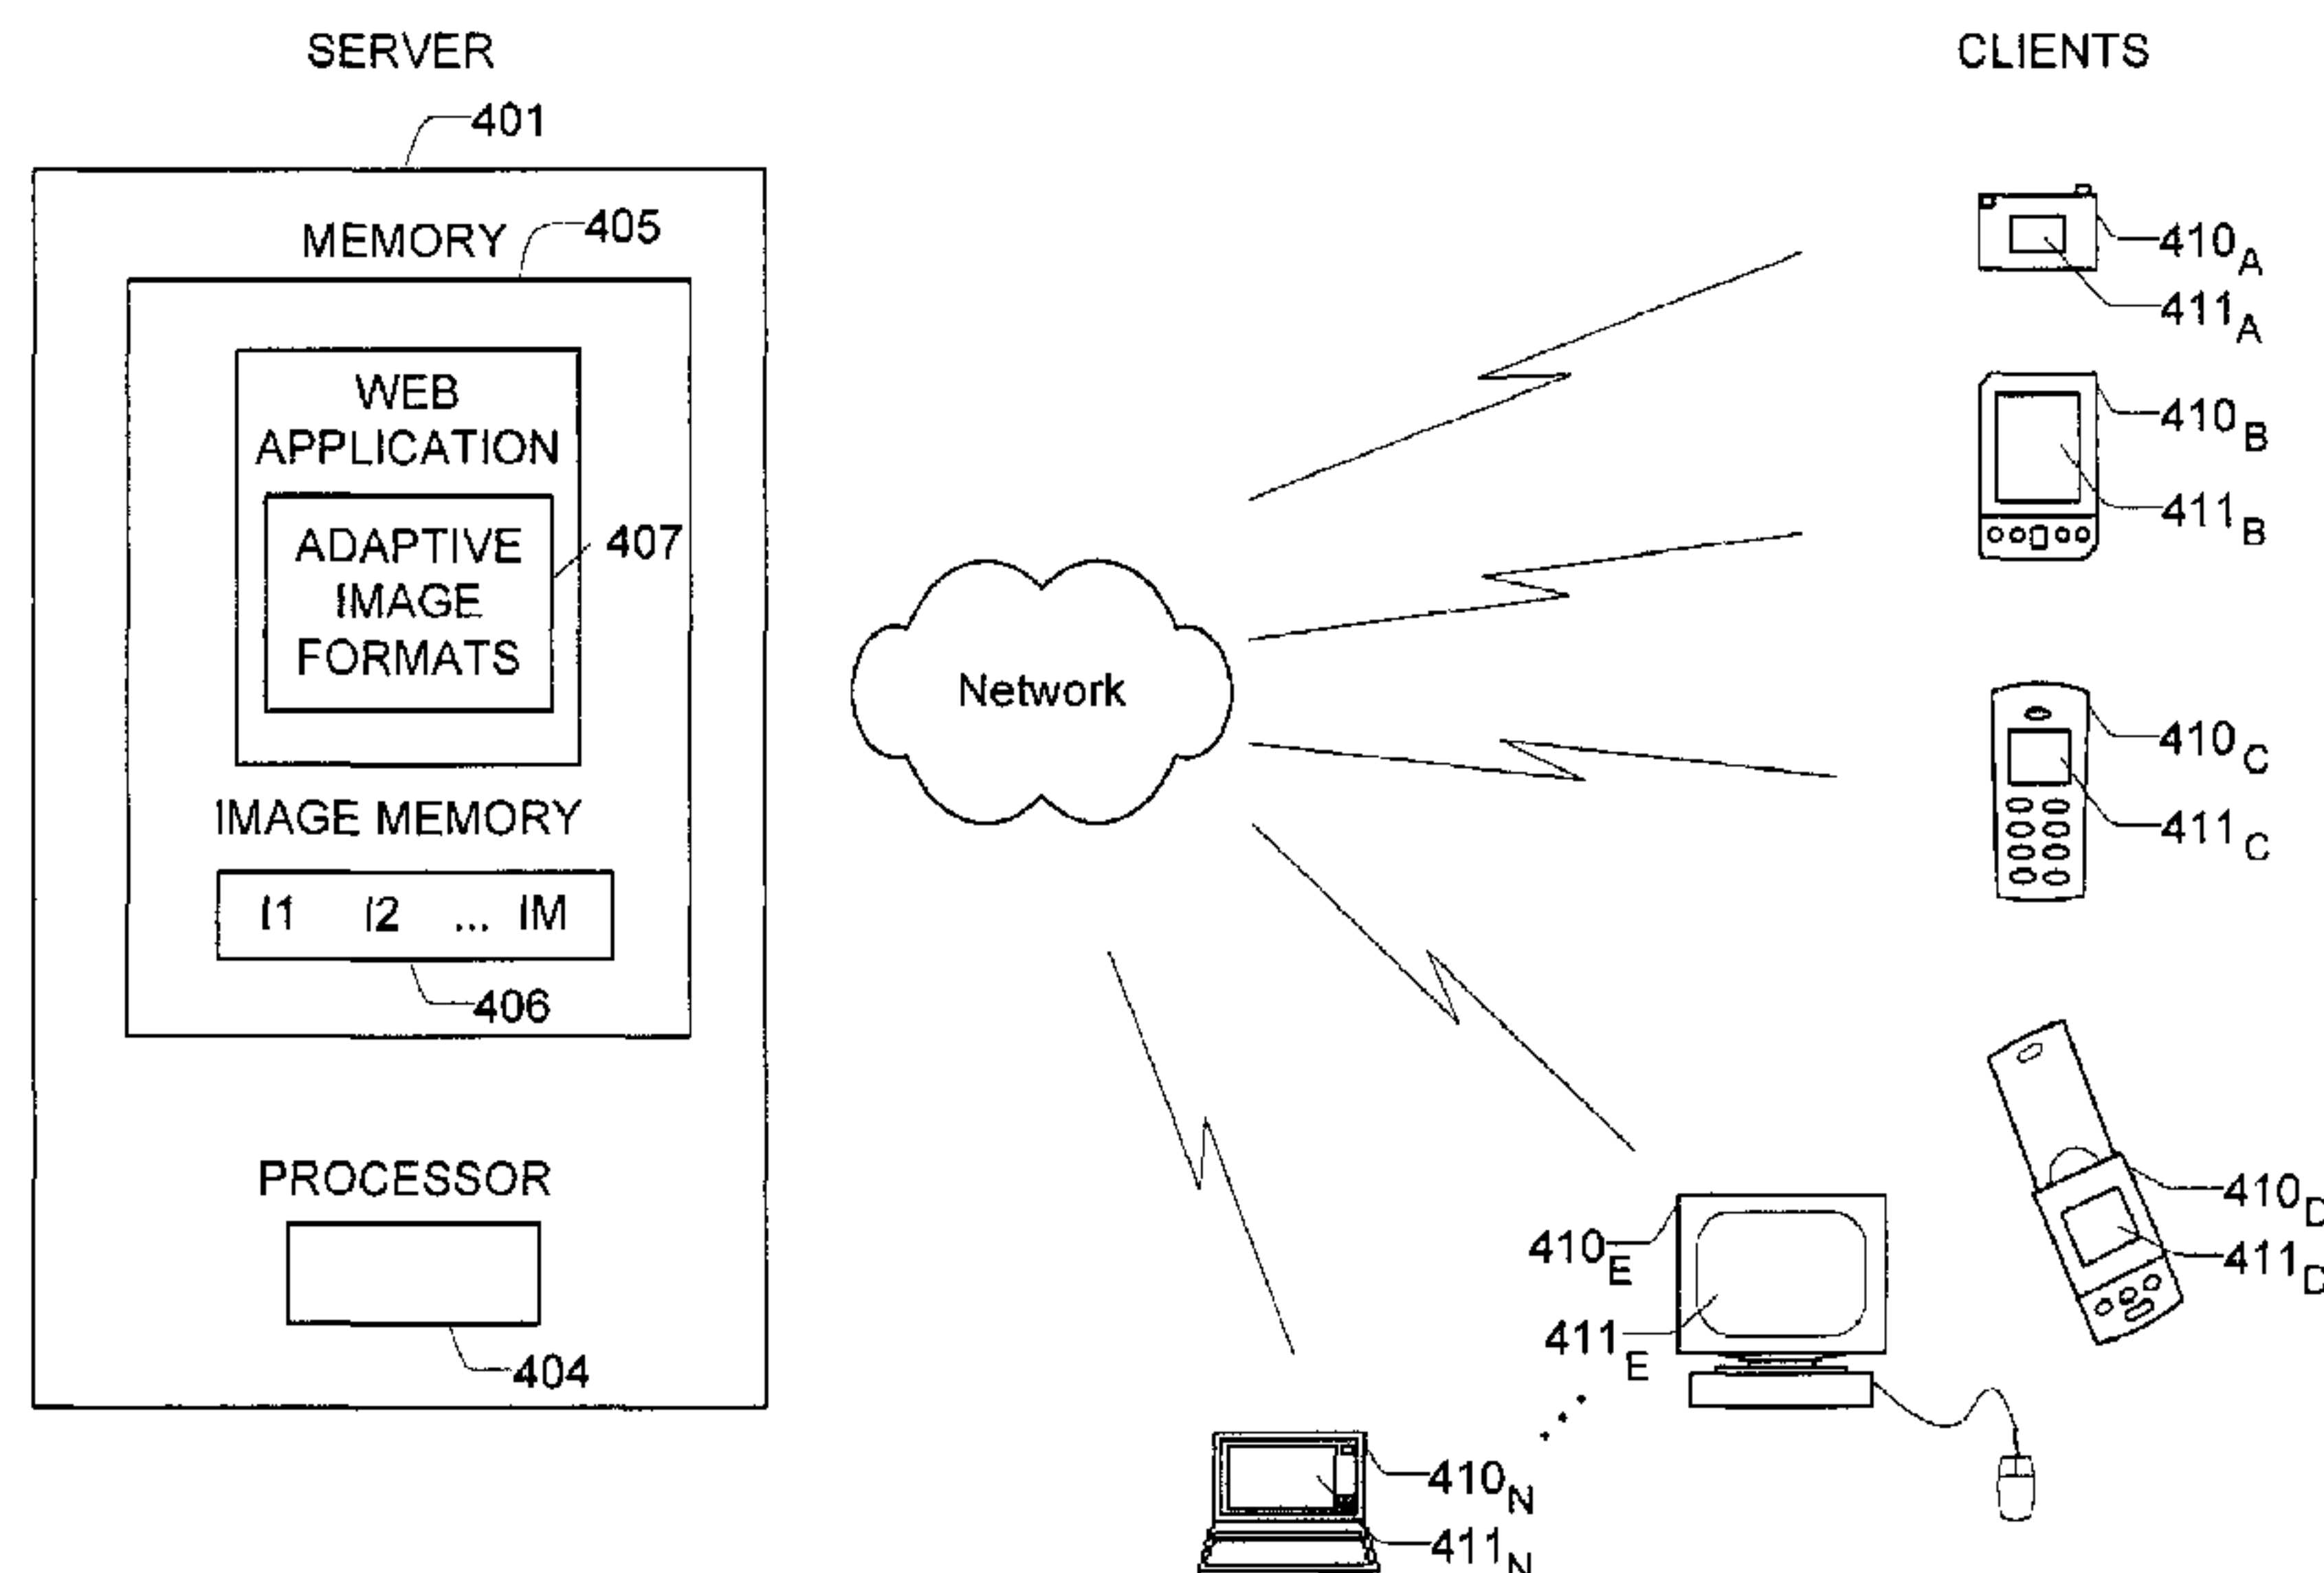 SERVER
401
MEMORY
405
WEB
APPLICATION
ADAPTIVE
IMAGE
FORMATS
407
IMAGE MEMORY
I1 I2 ... IM
406
PROCESSOR
404
Network
CLIENTS
410A
411A
410B
411B
410C
411C
410D
411D
410E
411E
410N
411N